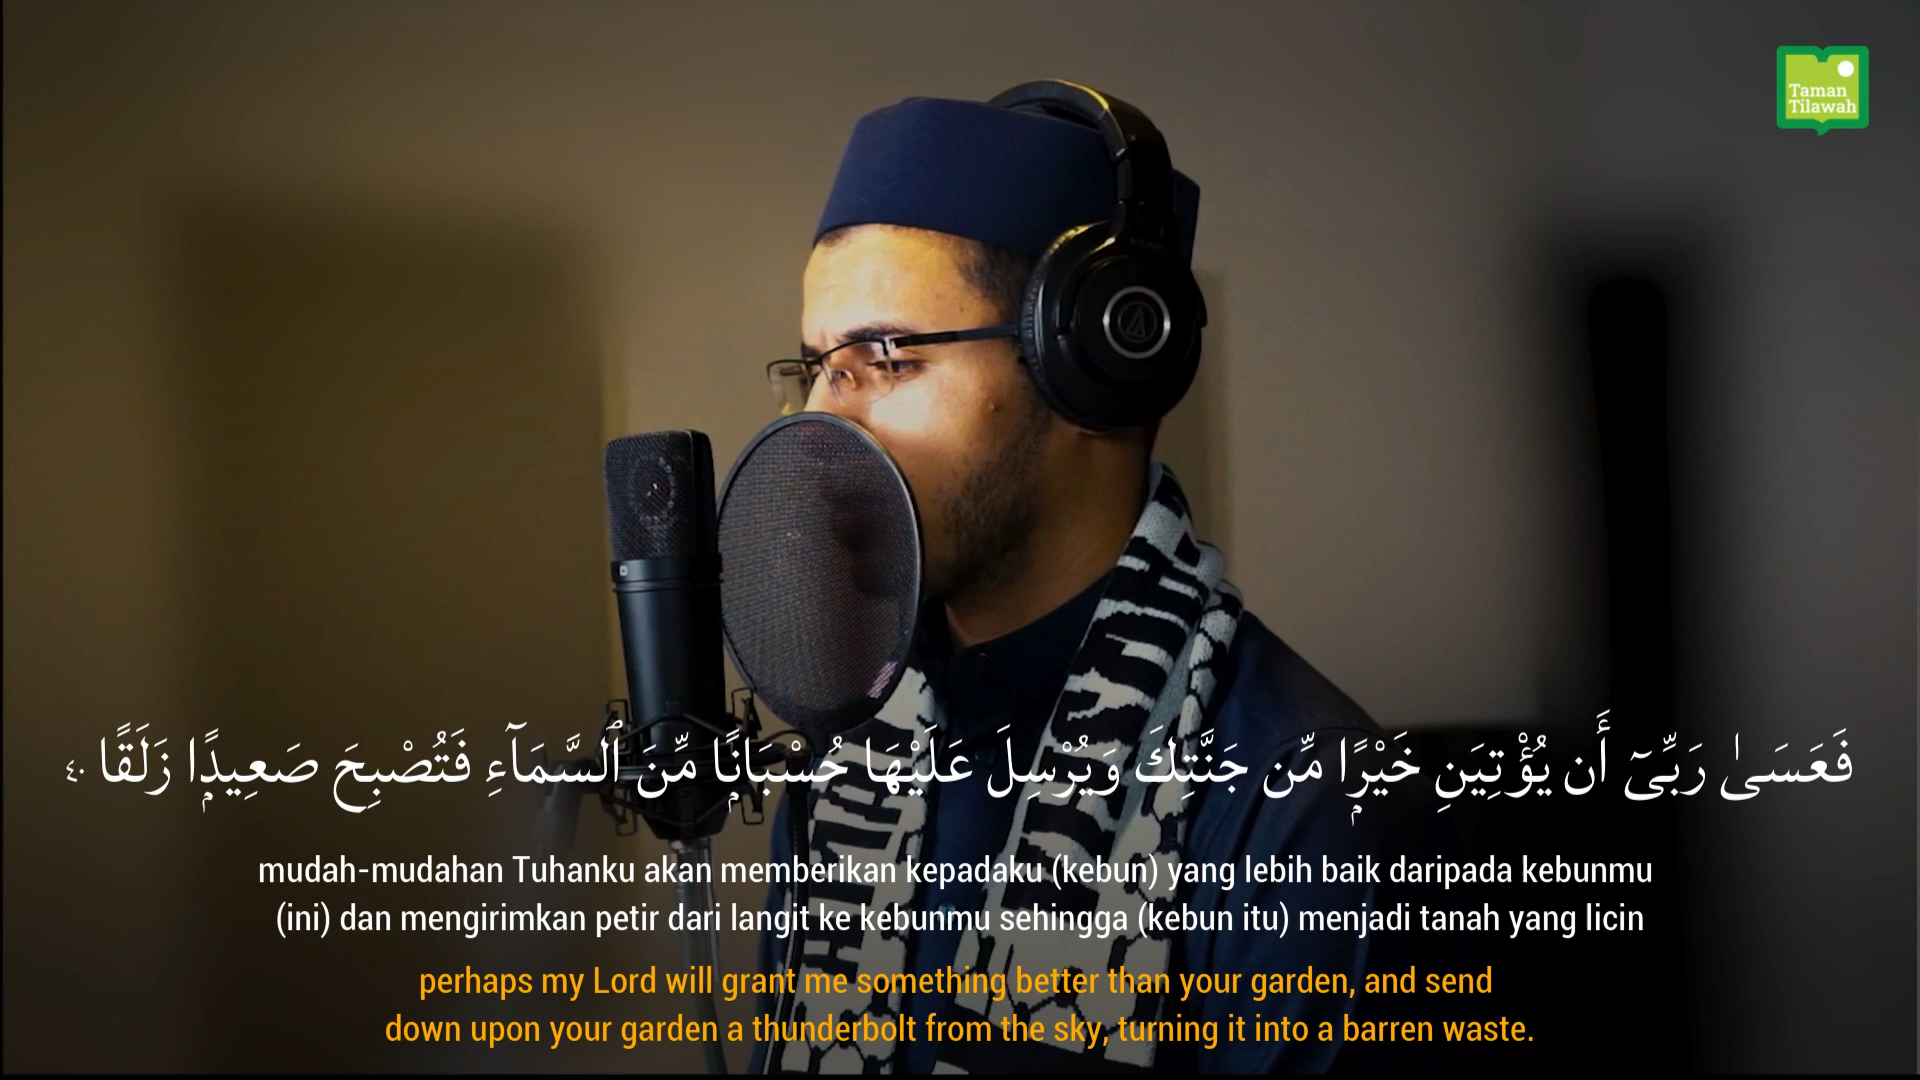 Taman
Tilawah
فَعَسَىٰ رَبِّىٓ أَن يُؤْتِيَنِ خَيْرًۭا مِّن جَنَّتِكَ وَيُرْسِلَ عَلَيْهَا حُسْبَانًۭا مِّنَ ٱلسَّمَآءِ فَتُصْبِحَ صَعِيدًۭا زَلَقًا ٤٠
mudah-mudahan Tuhanku akan memberikan kepadaku (kebun) yang lebih baik daripada kebunmu
(ini) dan mengirimkan petir dari langit ke kebunmu sehingga (kebun itu) menjadi tanah yang licin
perhaps my Lord will grant me something better than your garden, and send
down upon your garden a thunderbolt from the sky, turning it into a barren waste.